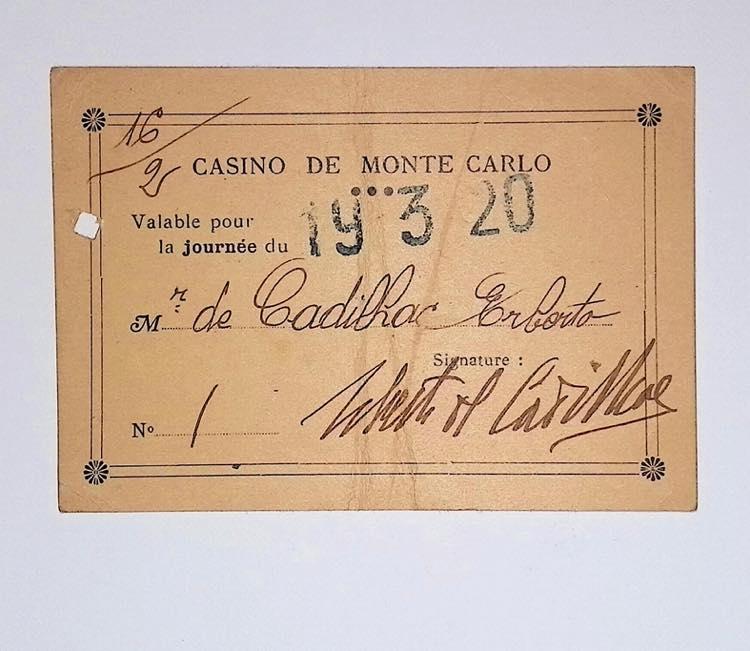 16
2
CASINO DE MONTE CARLO
Valable pour
la journée du 19 3 20
Mr de Cadilhac Erberto
Signature :
Nº 1